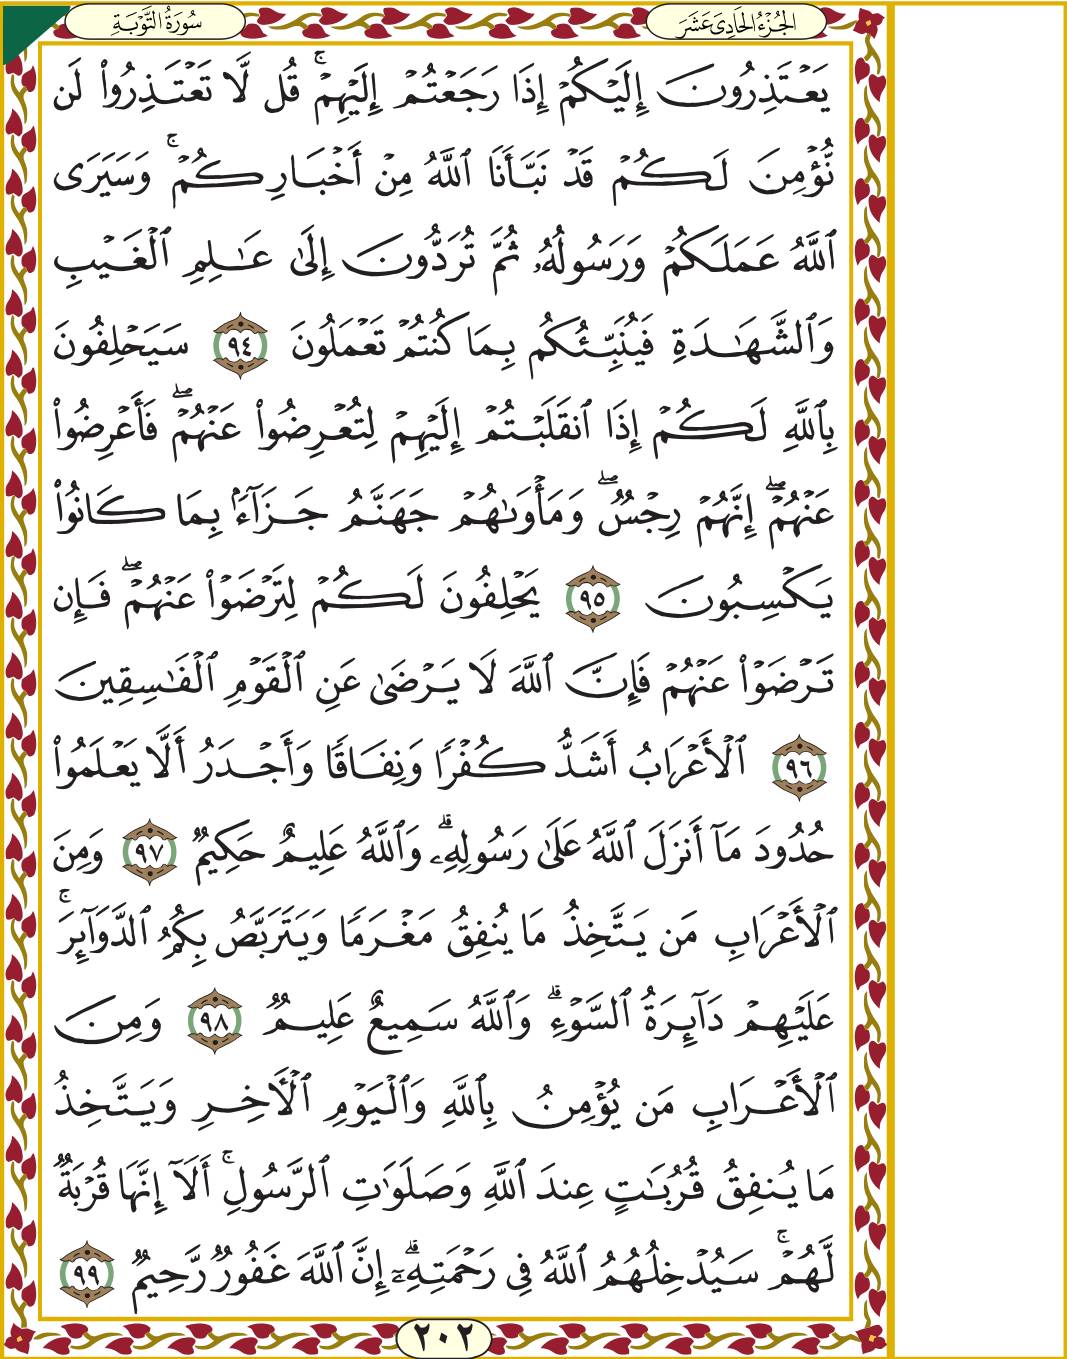 الجُزْءُ الحَادِىَ عَشَرَ
سُورَةُ التَّوْبَةِ
يَعْتَذِرُونَ إِلَيْكُمْ إِذَا رَجَعْتُمْ إِلَيْهِمْ ۚ قُل لَّا تَعْتَذِرُوا۟ لَن
نُّؤْمِنَ لَكُمْ قَدْ نَبَّأَنَا ٱللَّهُ مِنْ أَخْبَارِكُمْ ۚ وَسَيَرَى
ٱللَّهُ عَمَلَكُمْ وَرَسُولُهُۥ ثُمَّ تُرَدُّونَ إِلَىٰ عَـٰلِمِ ٱلْغَيْبِ
وَٱلشَّهَـٰدَةِ فَيُنَبِّئُكُم بِمَا كُنتُمْ تَعْمَلُونَ ٩٤ سَيَحْلِفُونَ
بِٱللَّهِ لَكُمْ إِذَا ٱنقَلَبْتُمْ إِلَيْهِمْ لِتُعْرِضُوا۟ عَنْهُمْ ۖ فَأَعْرِضُوا۟
عَنْهُمْ ۖ إِنَّهُمْ رِجْسٌ ۖ وَمَأْوَىٰهُمْ جَهَنَّمُ جَزَآءًۢ بِمَا كَانُوا۟
يَكْسِبُونَ ٩٥ يَحْلِفُونَ لَكُمْ لِتَرْضَوْا۟ عَنْهُمْ ۖ فَإِن
تَرْضَوْا۟ عَنْهُمْ فَإِنَّ ٱللَّهَ لَا يَرْضَىٰ عَنِ ٱلْقَوْمِ ٱلْفَـٰسِقِينَ
٩٦ ٱلْأَعْرَابُ أَشَدُّ كُفْرًا وَنِفَاقًا وَأَجْدَرُ أَلَّا يَعْلَمُوا۟
حُدُودَ مَآ أَنزَلَ ٱللَّهُ عَلَىٰ رَسُولِهِۦ ۗ وَٱللَّهُ عَلِيمٌ حَكِيمٌ ٩٧ وَمِنَ
ٱلْأَعْرَابِ مَن يَتَّخِذُ مَا يُنفِقُ مَغْرَمًا وَيَتَرَبَّصُ بِكُمُ ٱلدَّوَآئِرَ ۚ
عَلَيْهِمْ دَآئِرَةُ ٱلسَّوْءِ ۗ وَٱللَّهُ سَمِيعٌ عَلِيمٌ ٩٨ وَمِنَ
ٱلْأَعْرَابِ مَن يُؤْمِنُ بِٱللَّهِ وَٱلْيَوْمِ ٱلْـَٔاخِرِ وَيَتَّخِذُ
مَا يُنفِقُ قُرُبَـٰتٍ عِندَ ٱللَّهِ وَصَلَوَٰتِ ٱلرَّسُولِ ۚ أَلَآ إِنَّهَا قُرْبَةٌ
لَّهُمْ ۚ سَيُدْخِلُهُمُ ٱللَّهُ فِى رَحْمَتِهِۦٓ ۗ إِنَّ ٱللَّهَ غَفُورٌ رَّحِيمٌ ٩٩
٢٠٢